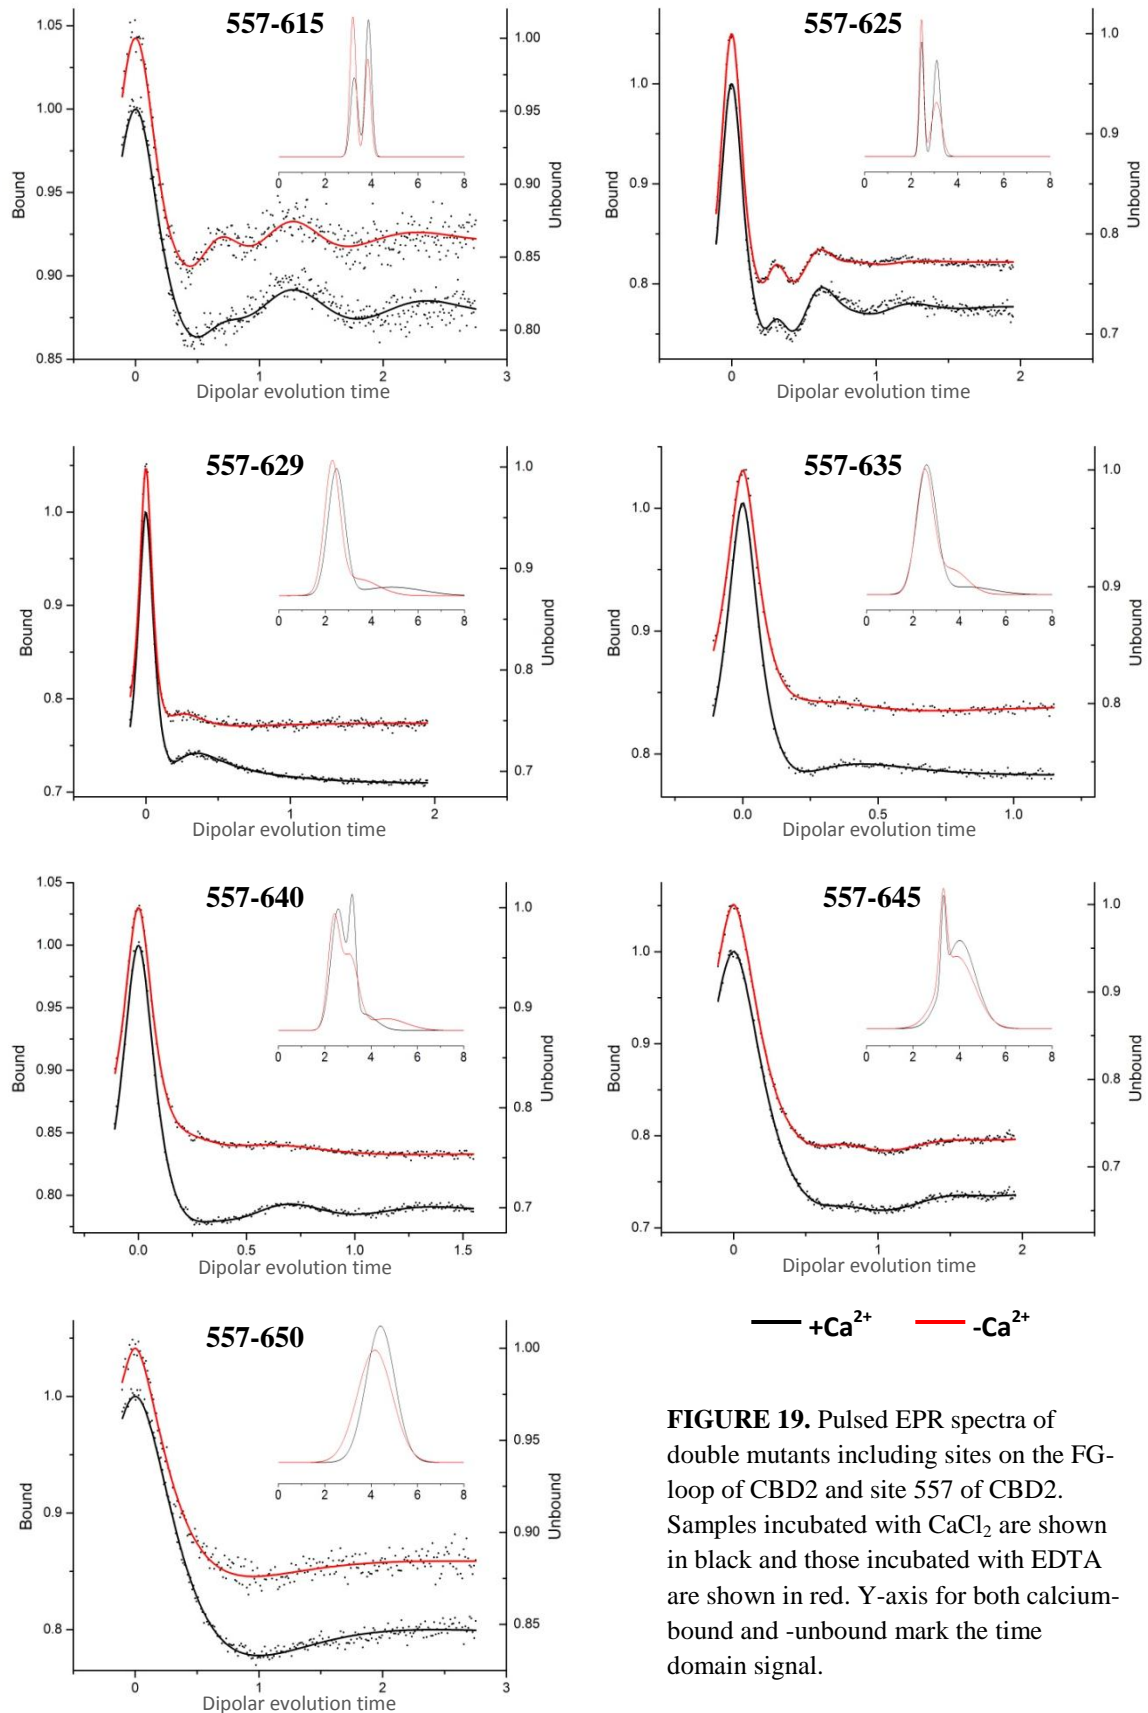 557-615
1.05
1.00
0.95
0.90
0.85
Bound
1.00
0.95
0.90
0.85
0.80
Unbound
0 2 4 6 8
0 1 2 3
Dipolar evolution time
557-625
1.0
0.9
0.8
Bound
1.0
0.9
0.8
0.7
Unbound
0 2 4 6 8
0 1 2
Dipolar evolution time
557-629
1.0
0.9
0.8
0.7
Bound
1.0
0.9
0.8
0.7
Unbound
0 2 4 6 8
0 1 2
Dipolar evolution time
557-635
1.0
0.9
0.8
Bound
1.0
0.9
0.8
Unbound
0 2 4 6 8
0.0 0.5 1.0
Dipolar evolution time
557-640
1.05
1.00
0.95
0.90
0.85
0.80
Bound
1.0
0.9
0.8
0.7
Unbound
0 2 4 6 8
0.0 0.5 1.0 1.5
Dipolar evolution time
557-645
1.0
0.9
0.8
0.7
Bound
1.0
0.9
0.8
0.7
Unbound
0 2 4 6 8
0 1 2
Dipolar evolution time
557-650
1.0
0.9
0.8
Bound
1.00
0.95
0.90
0.85
Unbound
0 2 4 6 8
0 1 2 3
Dipolar evolution time
+Ca²⁺ -Ca²⁺
FIGURE 19. Pulsed EPR spectra of
double mutants including sites on the FG-
loop of CBD2 and site 557 of CBD2.
Samples incubated with CaCl₂ are shown
in black and those incubated with EDTA
are shown in red. Y-axis for both calcium-
bound and -unbound mark the time
domain signal.